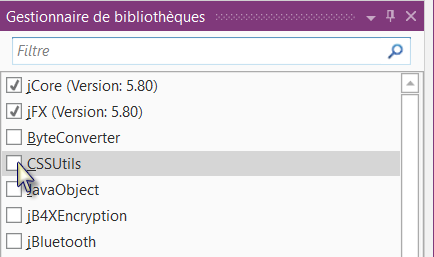 Gestionnaire de bibliothèques
Filtre
jCore (Version: 5.80)
jFX (Version: 5.80)
ByteConverter
CSSUtils
JavaObject
jB4XEncryption
jBluetooth